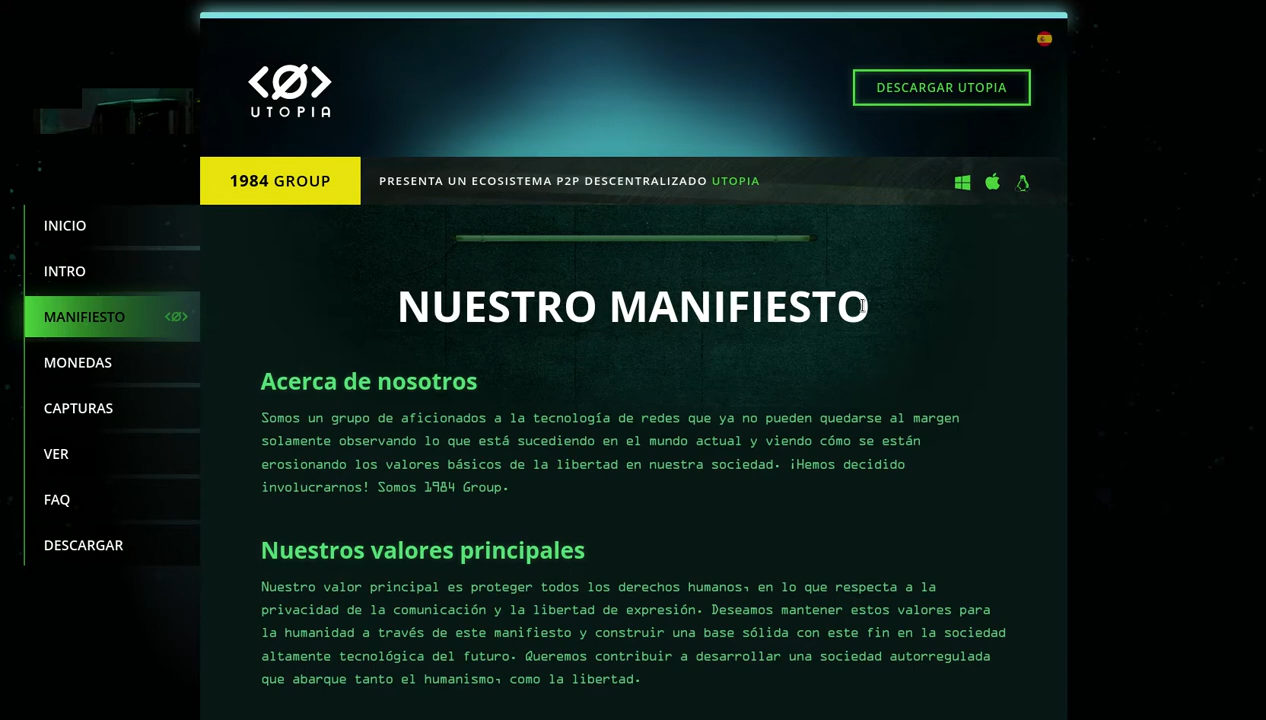 <Ø>
UTOPIA
DESCARGAR UTOPIA
1984 GROUP
PRESENTA UN ECOSISTEMA P2P DESCENTRALIZADO UTOPIA
INICIO
INTRO
MANIFIESTO <Ø>
MONEDAS
CAPTURAS
VER
FAQ
DESCARGAR
NUESTRO MANIFIESTO
Acerca de nosotros
Somos un grupo de aficionados a la tecnología de redes que ya no pueden quedarse al margen
solamente observando lo que está sucediendo en el mundo actual y viendo cómo se están
erosionando los valores básicos de la libertad en nuestra sociedad. ¡Hemos decidido
involucrarnos! Somos 1984 Group.
Nuestros valores principales
Nuestro valor principal es proteger todos los derechos humanos, en lo que respecta a la
privacidad de la comunicación y la libertad de expresión. Deseamos mantener estos valores para
la humanidad a través de este manifiesto y construir una base sólida con este fin en la sociedad
altamente tecnológica del futuro. Queremos contribuir a desarrollar una sociedad autorregulada
que abarque tanto el humanismo, como la libertad.